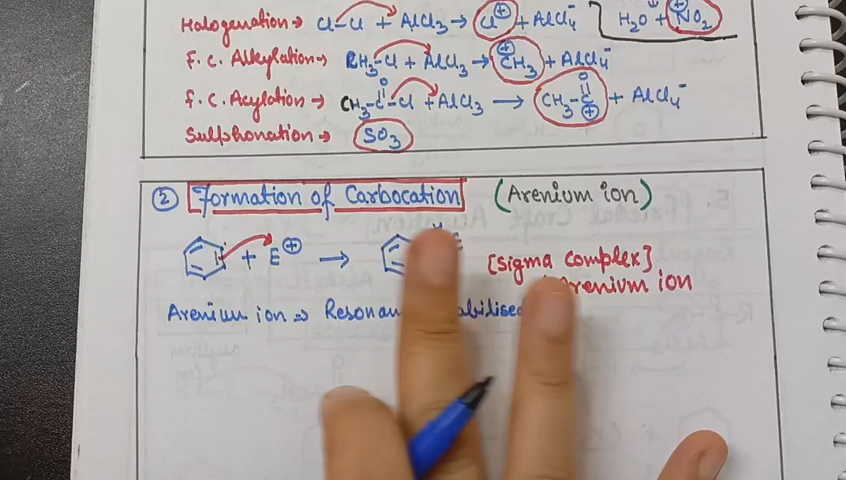 Halogenation → Cl-Cl + AlCl3 → Cl⊕ + AlCl4⁻
H2O + ⊕NO2
F.C. Alkylation → CH3-Cl + AlCl3 → ⊕CH3 + AlCl4⁻
F.C. Acylation → CH3-C-Cl + AlCl3 → CH3-C⊕ + AlCl4⁻
O O
Sulphonation → SO3
② Formation of Carbocation (Arenium ion)
+ E⊕ →
[Sigma complex]
Arenium ion
Arenium ion ⇒